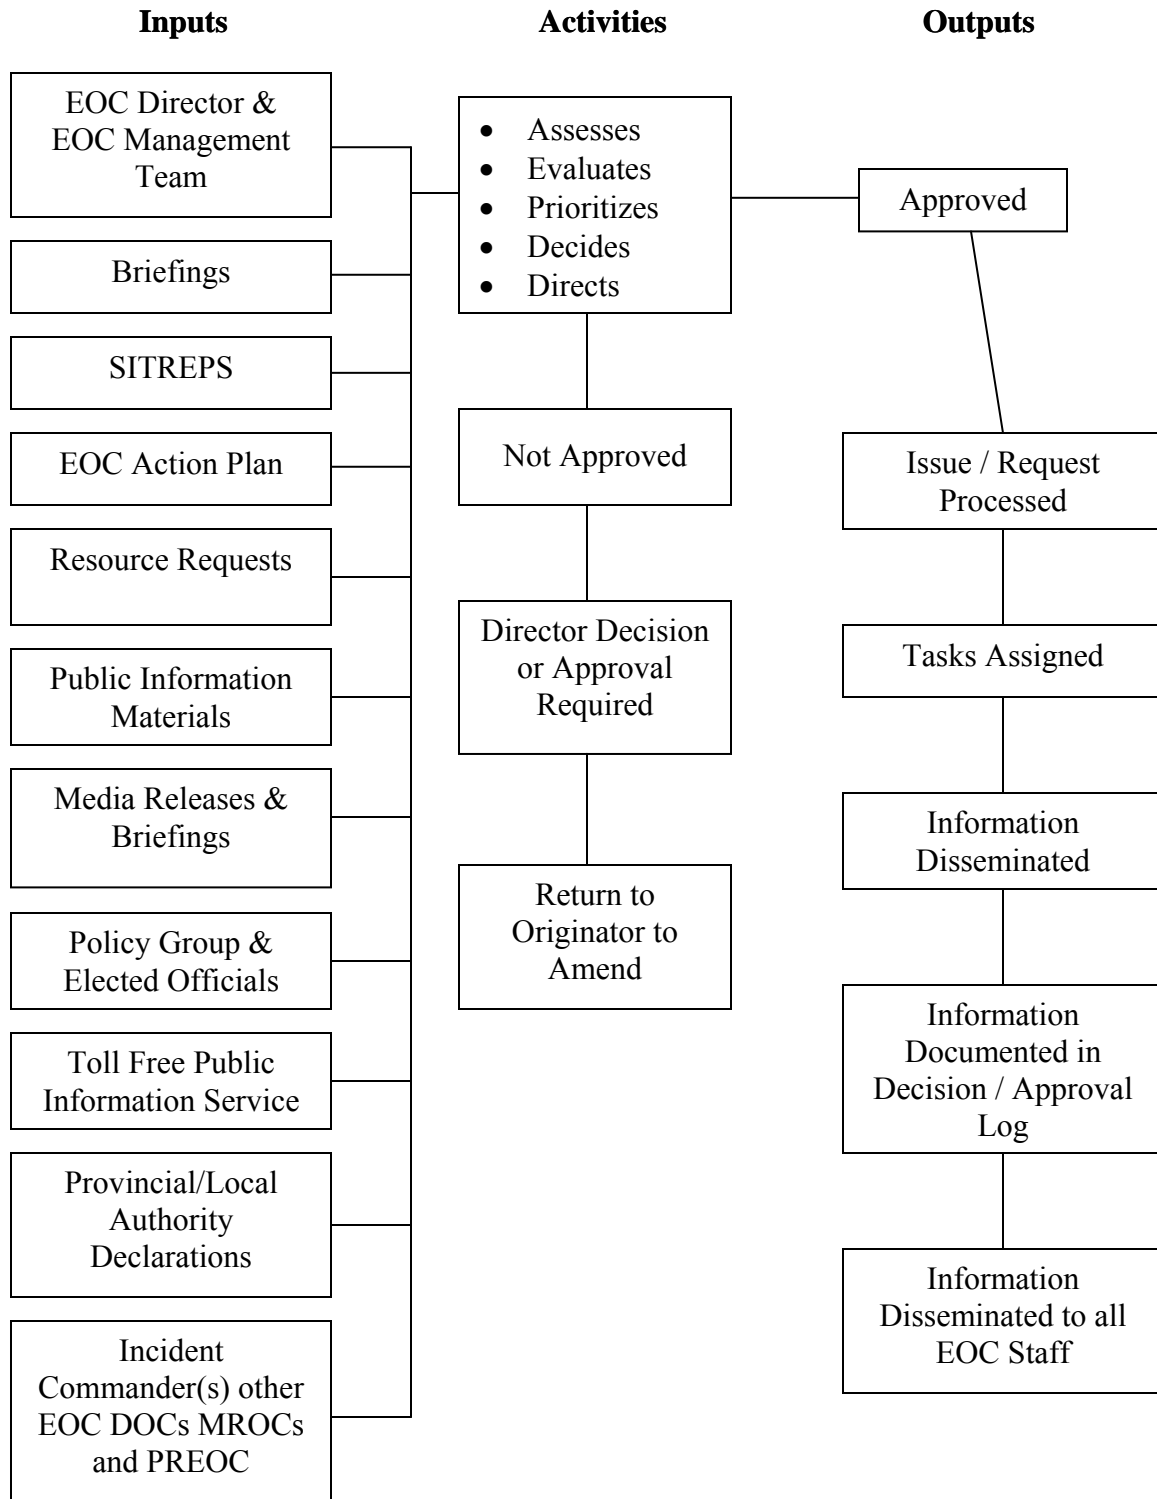 Inputs
Activities
Outputs
EOC Director &
EOC Management
Team
Briefings
SITREPS
EOC Action Plan
Resource Requests
Public Information
Materials
Media Releases &
Briefings
Policy Group &
Elected Officials
Toll Free Public
Information Service
Provincial/Local
Authority
Declarations
Incident
Commander(s) other
EOC DOCs MROCs
and PREOC
• Assesses
• Evaluates
• Prioritizes
• Decides
• Directs
Not Approved
Director Decision
or Approval
Required
Return to
Originator to
Amend
Approved
Issue / Request
Processed
Tasks Assigned
Information
Disseminated
Information
Documented in
Decision / Approval
Log
Information
Disseminated to all
EOC Staff